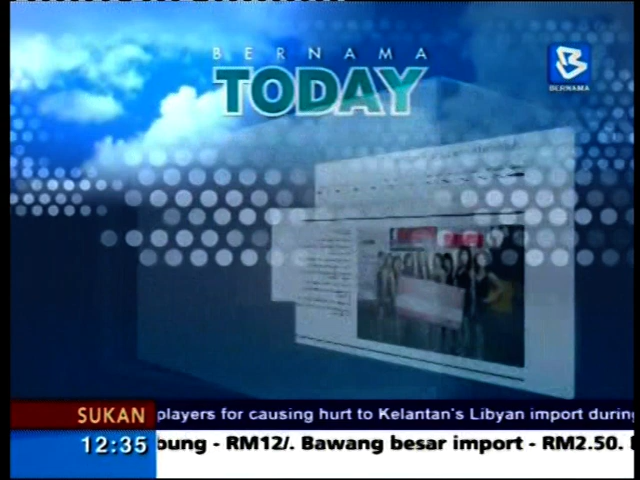 BERNAMA
TODAY
BERNAMA
SUKAN
players for causing hurt to Kelantan's Libyan import during
12:35
bung - RM12/. Bawang besar import - RM2.50.